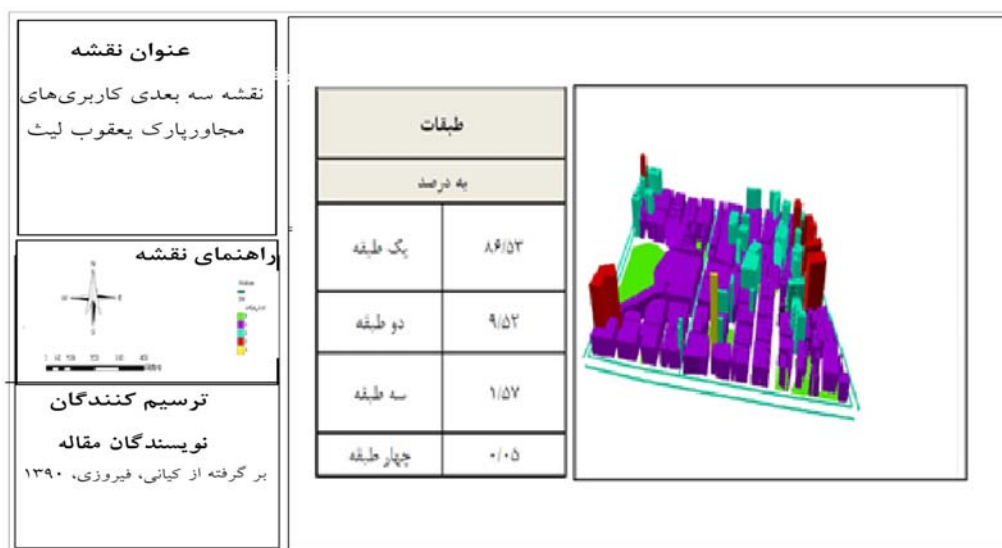 عنوان نقشه
نقشه سه بعدی کاربری‌های
مجاورپارک یعقوب لیث
راهنمای نقشه
N
W E
S
ترسیم کنندگان
نویسندگان مقاله
بر گرفته از کیانی، فیروزی، ۱۳۹۰
طبقات
به درصد
یک طبقه ۸۶/۵۳
دو طبقه ۹/۵۲
سه طبقه ۱/۵۷
چهار طبقه ۰/۰۵